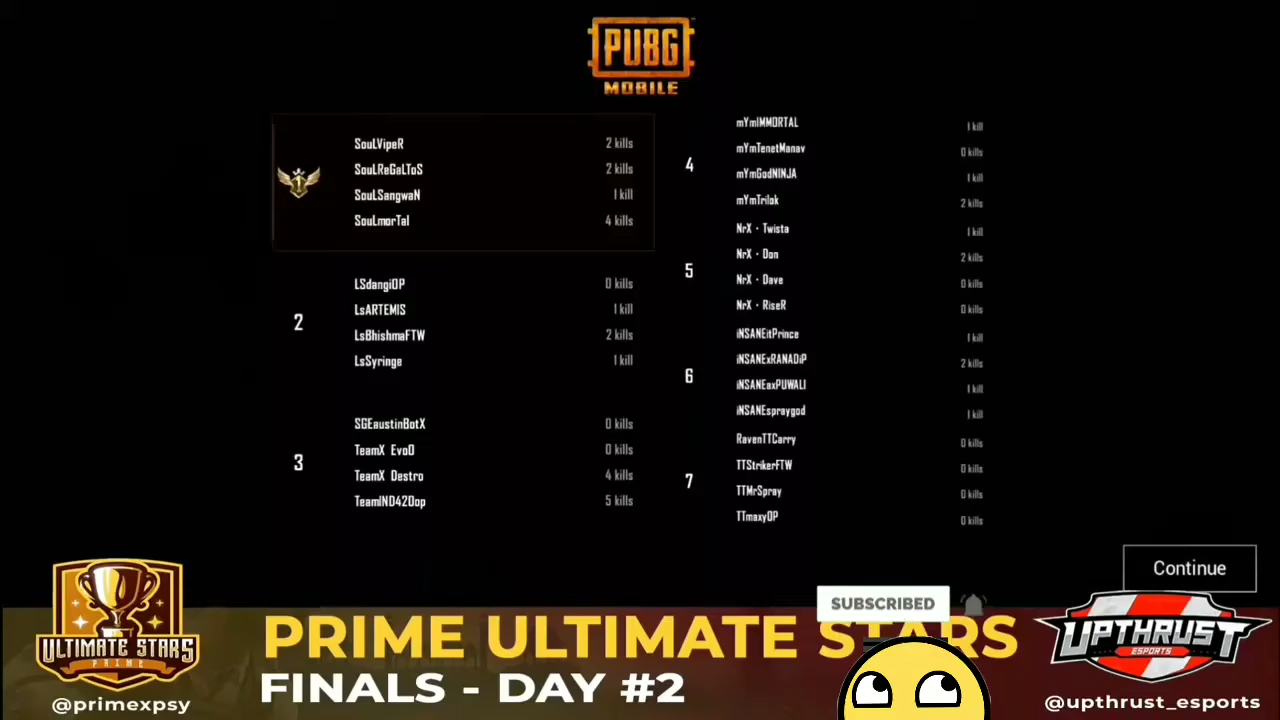 PUBG
MOBILE
1
SouLVipeR 2 kills
SouLReGaLToS 2 kills
SouLSangwaN 1 kill
SouLmorTal 4 kills
2
LSdangiOP 0 kills
LsARTEMIS 1 kill
LsBhishmaFTW 2 kills
LsSyringe 1 kill
3
SGEaustinBotX 0 kills
TeamX Evo0 0 kills
TeamX Destro 4 kills
TeamIND420op 5 kills
4
mYmIMMORTAL 1 kill
mYmTenetManav 0 kills
mYmGodNINJA 1 kill
mYmTrilok 2 kills
5
NrX・Twista 1 kill
NrX・Don 2 kills
NrX・Dave 0 kills
NrX・RiseR 0 kills
6
iNSANEitPrince 1 kill
iNSANExRANADiP 2 kills
iNSANEaxPUWALI 1 kill
iNSANEspraygod 1 kill
7
RavenTTCarry 0 kills
TTStrikerFTW 0 kills
TTMrSpray 0 kills
TTmaxyOP 0 kills
Continue
SUBSCRIBED
ULTIMATE STARS
PRIME
@primexpsy
PRIME ULTIMATE STARS
FINALS - DAY #2
UPTHRUST
ESPORTS
@upthrust_esports